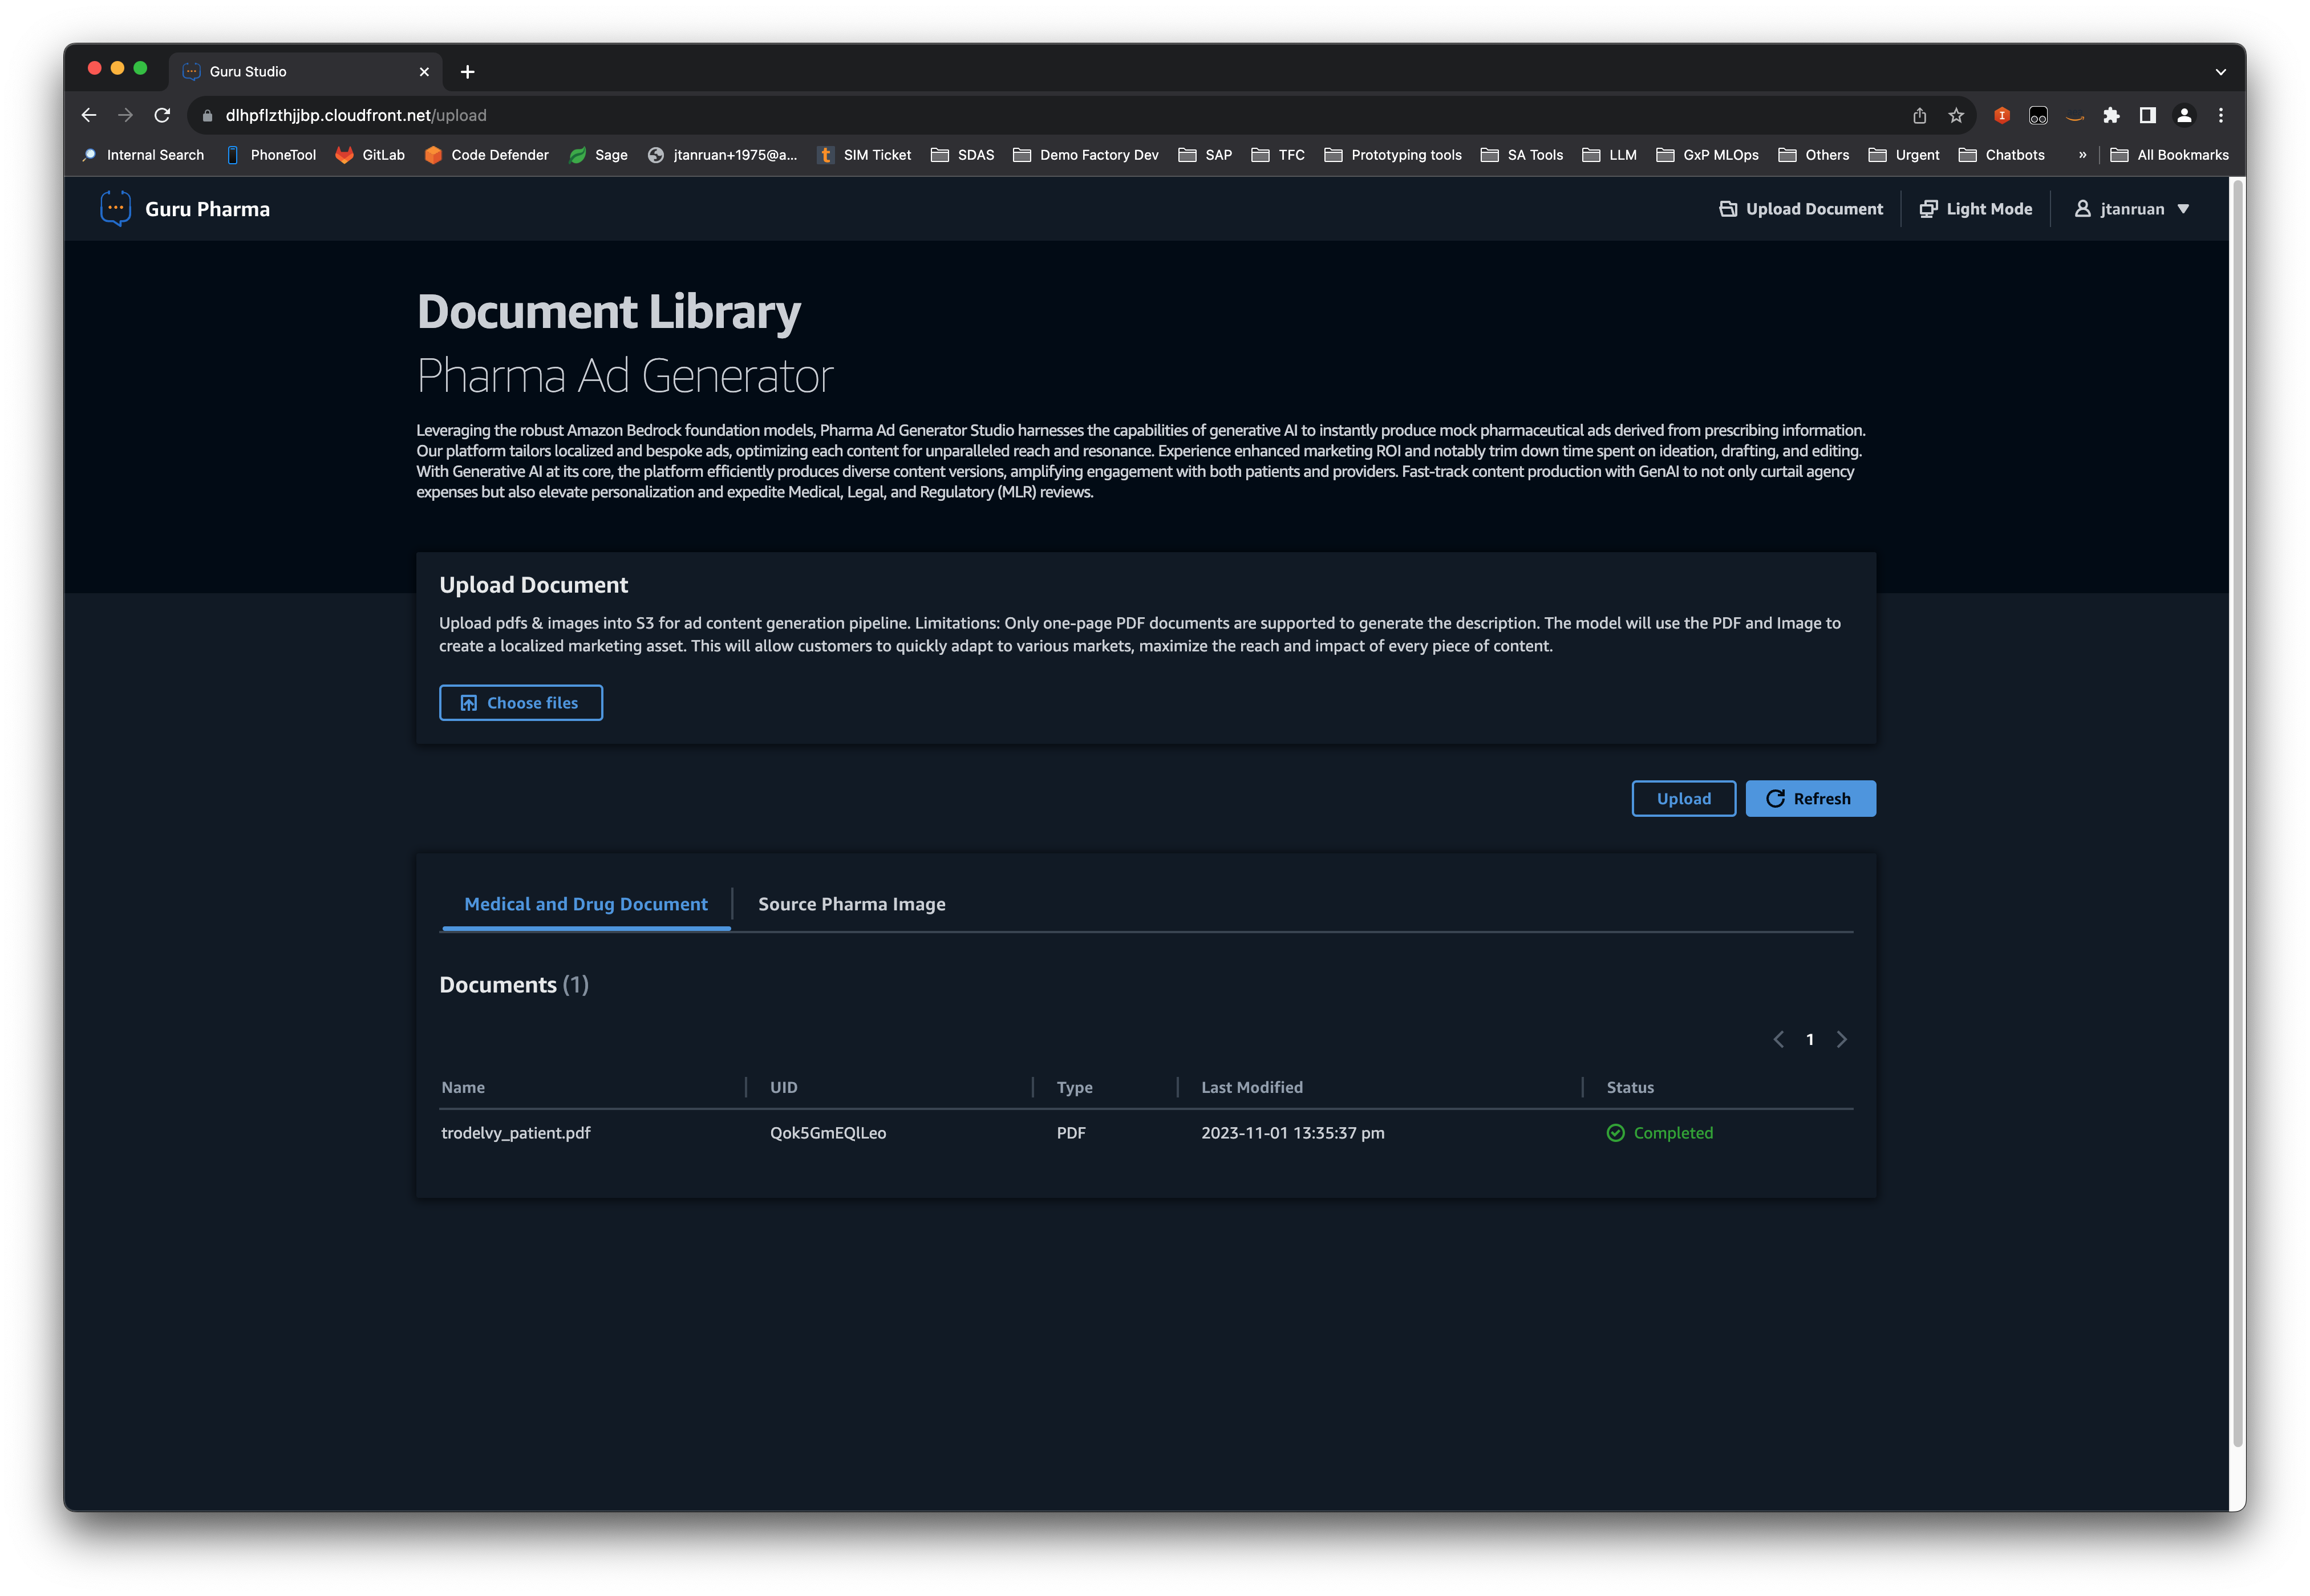 Guru Studio
dlhpflzthjjbp.cloudfront.net/upload
Internal Search PhoneTool GitLab Code Defender Sage jtanruan+1975@a... SIM Ticket SDAS Demo Factory Dev SAP TFC Prototyping tools SA Tools LLM GxP MLOps Others Urgent Chatbots » All Bookmarks
Guru Pharma Upload Document Light Mode jtanruan
Document Library
Pharma Ad Generator
Leveraging the robust Amazon Bedrock foundation models, Pharma Ad Generator Studio harnesses the capabilities of generative AI to instantly produce mock pharmaceutical ads derived from prescribing information.
Our platform tailors localized and bespoke ads, optimizing each content for unparalleled reach and resonance. Experience enhanced marketing ROI and notably trim down time spent on ideation, drafting, and editing.
With Generative AI at its core, the platform efficiently produces diverse content versions, amplifying engagement with both patients and providers. Fast-track content production with GenAI to not only curtail agency
expenses but also elevate personalization and expedite Medical, Legal, and Regulatory (MLR) reviews.
Upload Document
Upload pdfs & images into S3 for ad content generation pipeline. Limitations: Only one-page PDF documents are supported to generate the description. The model will use the PDF and Image to
create a localized marketing asset. This will allow customers to quickly adapt to various markets, maximize the reach and impact of every piece of content.
Choose files
Upload Refresh
Medical and Drug Document Source Pharma Image
Documents (1)
1
Name UID Type Last Modified Status
trodelvy_patient.pdf Qok5GmEQlLeo PDF 2023-11-01 13:35:37 pm Completed